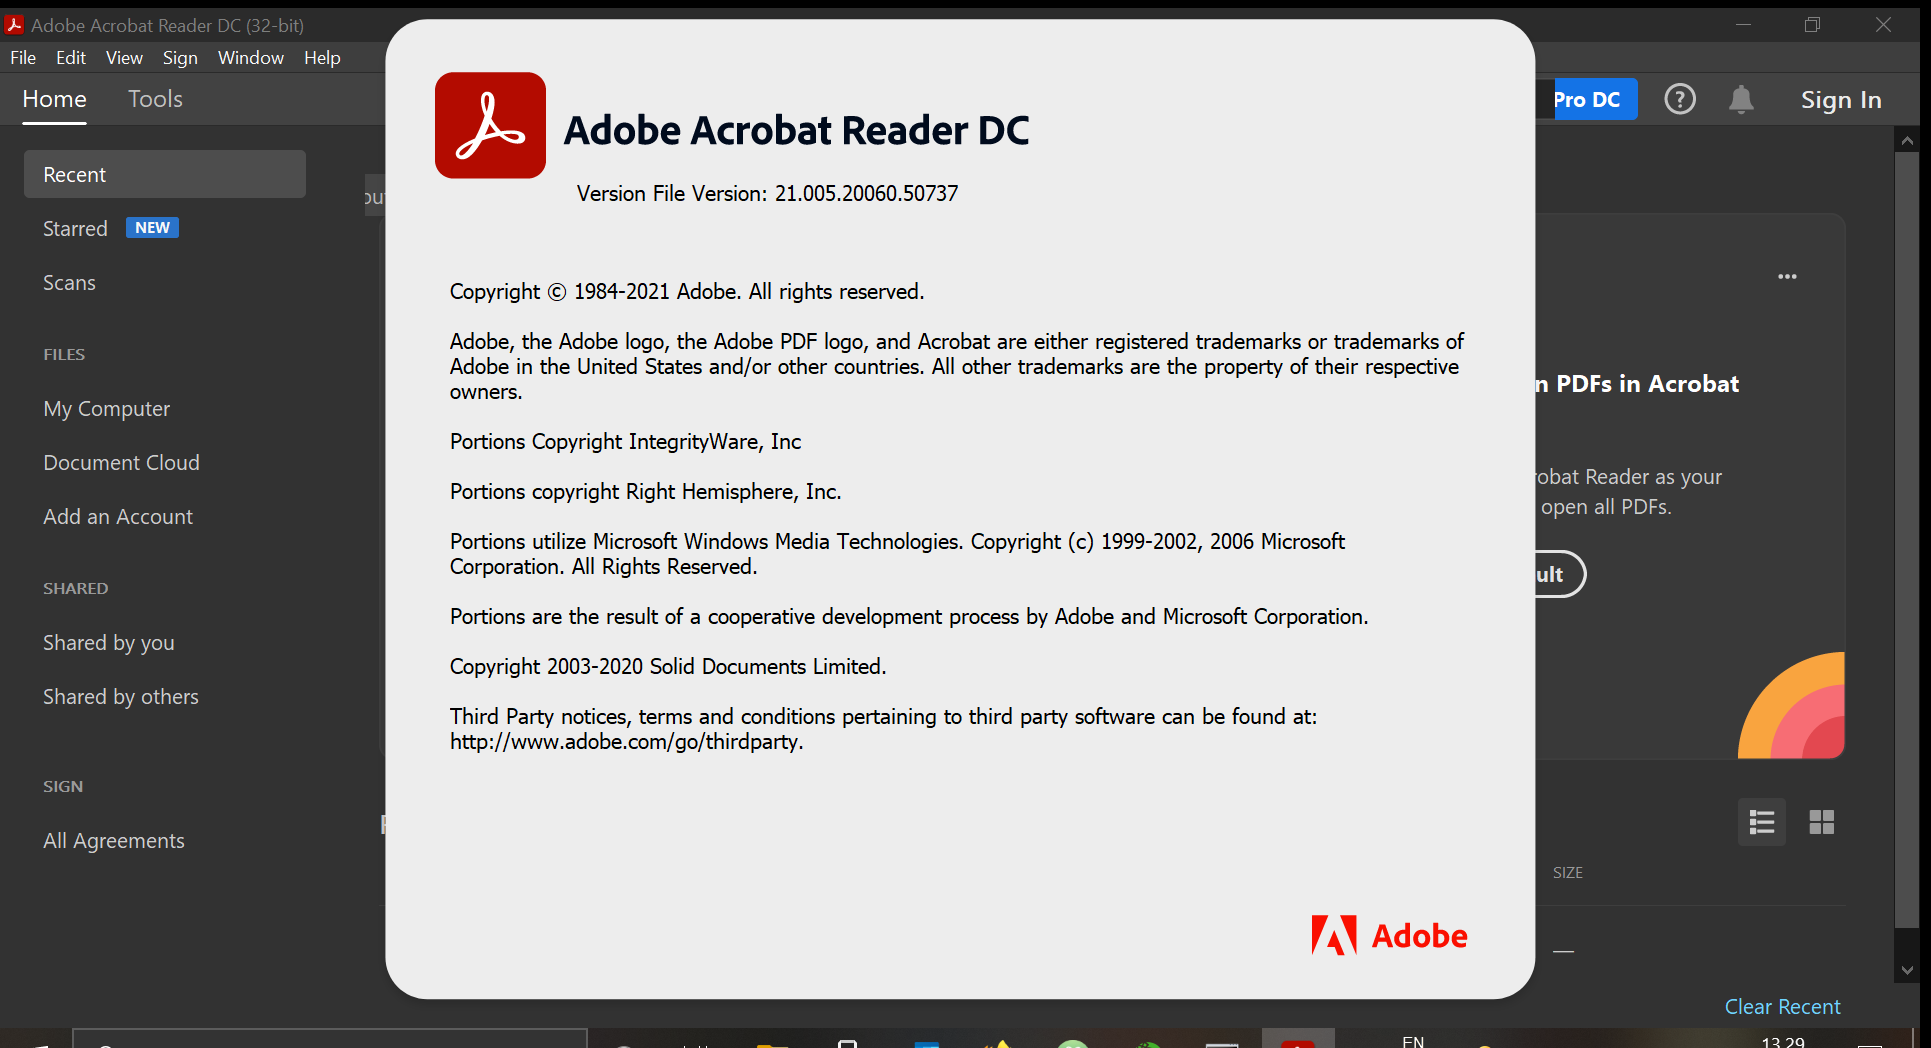 Adobe Acrobat Reader DC (32-bit)
File Edit View Sign Window Help
Home Tools
Pro DC
?
Sign In
Recent
Starred NEW
Scans
FILES
My Computer
Document Cloud
Add an Account
SHARED
Shared by you
Shared by others
SIGN
All Agreements
Adobe Acrobat Reader DC
Version File Version: 21.005.20060.50737
Copyright © 1984-2021 Adobe. All rights reserved.
Adobe, the Adobe logo, the Adobe PDF logo, and Acrobat are either registered trademarks or trademarks of
Adobe in the United States and/or other countries. All other trademarks are the property of their respective
owners.
Portions Copyright IntegrityWare, Inc
Portions copyright Right Hemisphere, Inc.
Portions utilize Microsoft Windows Media Technologies. Copyright (c) 1999-2002, 2006 Microsoft
Corporation. All Rights Reserved.
Portions are the result of a cooperative development process by Adobe and Microsoft Corporation.
Copyright 2003-2020 Solid Documents Limited.
Third Party notices, terms and conditions pertaining to third party software can be found at:
http://www.adobe.com/go/thirdparty.
Adobe
PDFs in Acrobat
Reader as your
open all PDFs.
SIZE
—
Clear Recent
EN
13.29